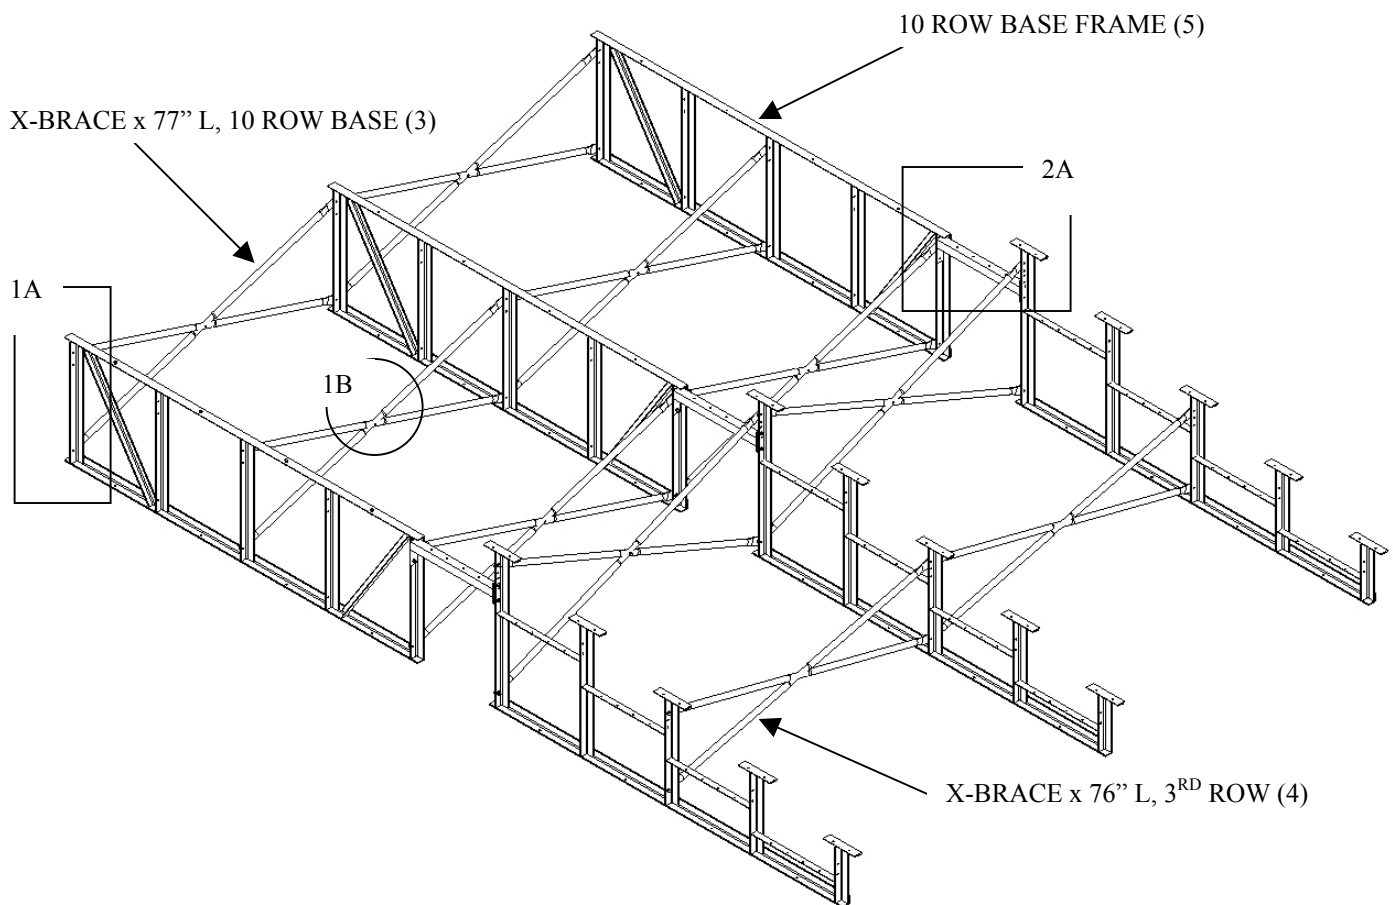 10 ROW BASE FRAME (5)
X-BRACE x 77” L, 10 ROW BASE (3)
2A
1A
1B
X-BRACE x 76” L, 3RD ROW (4)